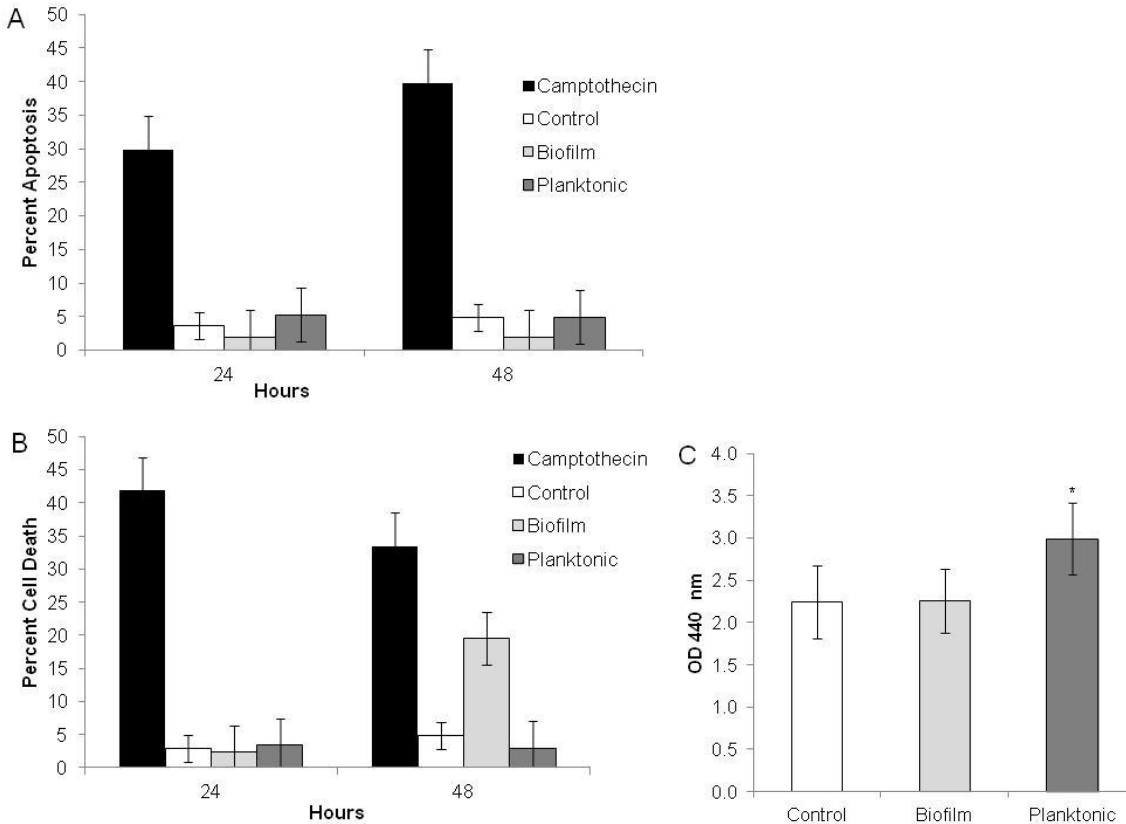 A
Percent Apoptosis
50
45
40
35
30
25
20
15
10
5
0
Camptothecin
Control
Biofilm
Planktonic
24
48
Hours
B
Percent Cell Death
50
45
40
35
30
25
20
15
10
5
0
Camptothecin
Control
Biofilm
Planktonic
24
48
Hours
C
OD 440 nm
4.0
3.5
3.0
2.5
2.0
1.5
1.0
0.5
0.0
*
Control
Biofilm
Planktonic